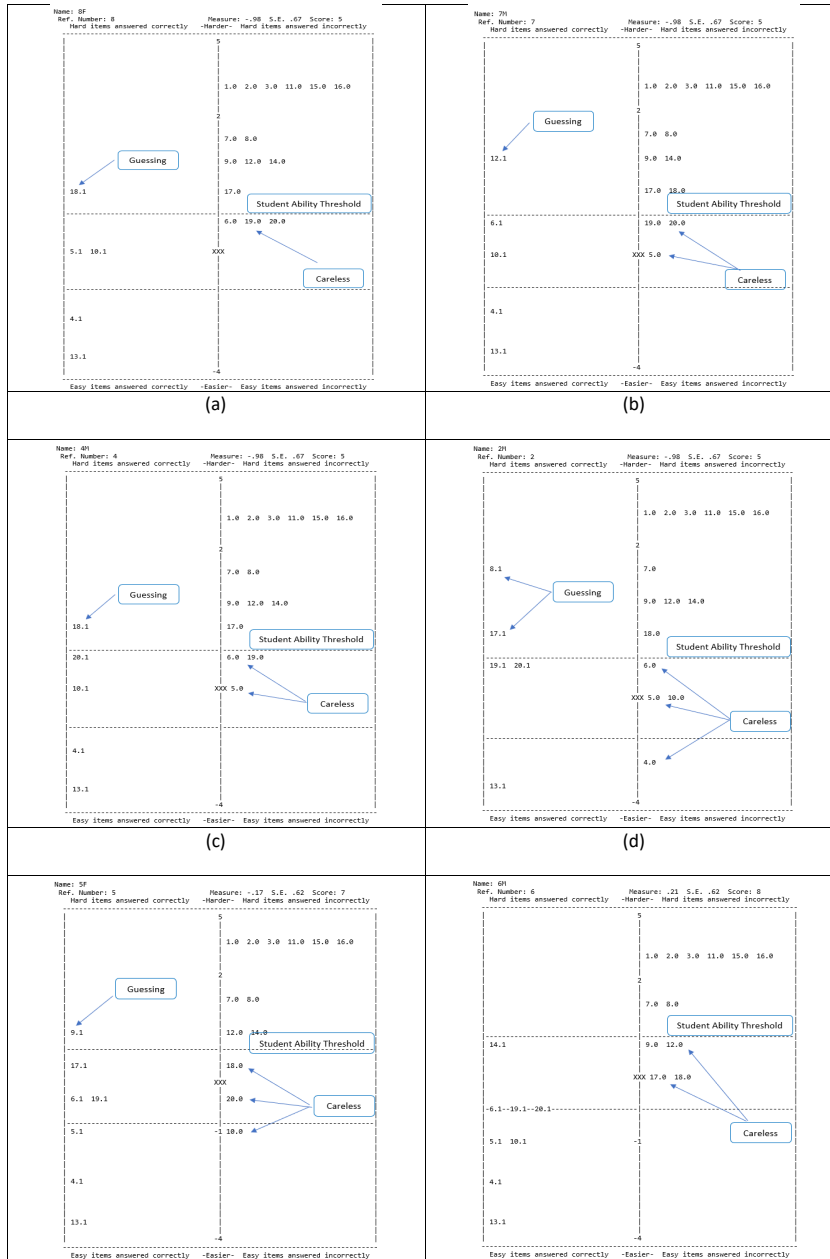 Name: 8F
Ref. Number: 8 Measure: -.98 S.E. .67 Score: 5
Hard items answered correctly -Harder- Hard items answered incorrectly
5
1.0 2.0 3.0 11.0 15.0 16.0
2
7.0 8.0
Guessing
9.0 12.0 14.0
18.1 17.0
Student Ability Threshold
6.0 19.0 20.0
5.1 10.1 XXX
Careless
4.1
13.1
-4
Easy items answered correctly -Easier- Easy items answered incorrectly
(a)
Name: 7M
Ref. Number: 7 Measure: -.98 S.E. .67 Score: 5
Hard items answered correctly -Harder- Hard items answered incorrectly
5
1.0 2.0 3.0 11.0 15.0 16.0
2
Guessing
7.0 8.0
12.1 9.0 14.0
17.0 18.0
Student Ability Threshold
6.1 19.0 20.0
10.1 XXX 5.0
Careless
4.1
13.1
-4
Easy items answered correctly -Easier- Easy items answered incorrectly
(b)
Name: 4M
Ref. Number: 4 Measure: -.98 S.E. .67 Score: 5
Hard items answered correctly -Harder- Hard items answered incorrectly
5
1.0 2.0 3.0 11.0 15.0 16.0
2
7.0 8.0
Guessing
9.0 12.0 14.0
18.1 17.0
Student Ability Threshold
20.1 6.0 19.0
10.1 XXX 5.0
Careless
4.1
13.1
-4
Easy items answered correctly -Easier- Easy items answered incorrectly
(c)
Name: 2M
Ref. Number: 2 Measure: -.98 S.E. .67 Score: 5
Hard items answered correctly -Harder- Hard items answered incorrectly
5
1.0 2.0 3.0 11.0 15.0 16.0
2
8.1 7.0
Guessing
9.0 12.0 14.0
17.1 18.0
Student Ability Threshold
19.1 20.1 6.0
XXX 5.0 10.0
Careless
4.0
13.1
-4
Easy items answered correctly -Easier- Easy items answered incorrectly
(d)
Name: 5F
Ref. Number: 5 Measure: -.17 S.E. .62 Score: 7
Hard items answered correctly -Harder- Hard items answered incorrectly
5
1.0 2.0 3.0 11.0 15.0 16.0
2
Guessing
7.0 8.0
9.1 12.0 14.0
Student Ability Threshold
17.1 18.0
XXX
6.1 19.1 20.0
Careless
5.1 -1 10.0
4.1
13.1
-4
Easy items answered correctly -Easier- Easy items answered incorrectly
Name: 6M
Ref. Number: 6 Measure: .21 S.E. .62 Score: 8
Hard items answered correctly -Harder- Hard items answered incorrectly
5
1.0 2.0 3.0 11.0 15.0 16.0
2
7.0 8.0
Student Ability Threshold
14.1 9.0 12.0
XXX 17.0 18.0
-6.1--19.1--20.1-
Careless
5.1 10.1 -1
4.1
13.1
-4
Easy items answered correctly -Easier- Easy items answered incorrectly